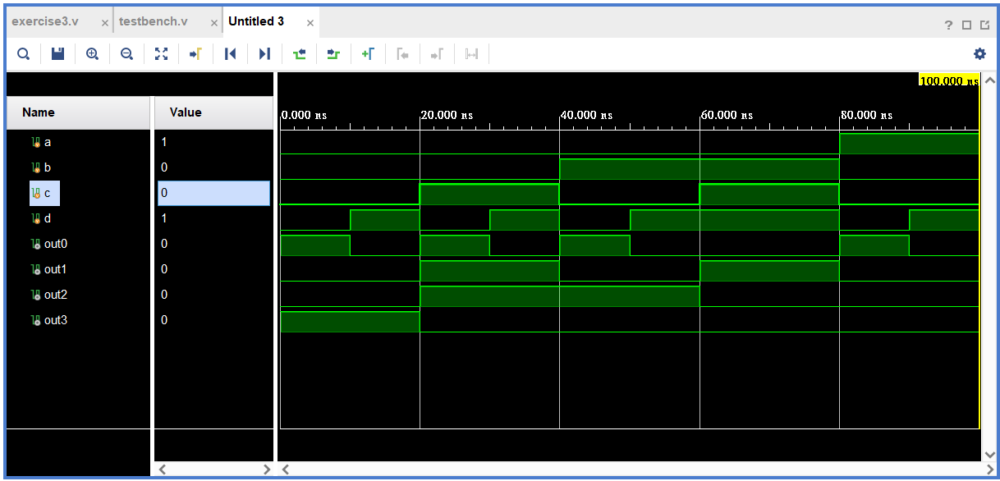 exercise3.v × testbench.v × Untitled 3 ×
?
100.000 ns
Name Value
0.000 ns 20.000 ns 40.000 ns 60.000 ns 80.000 ns
a 1
b 0
c 0
d 1
out0 0
out1 0
out2 0
out3 0